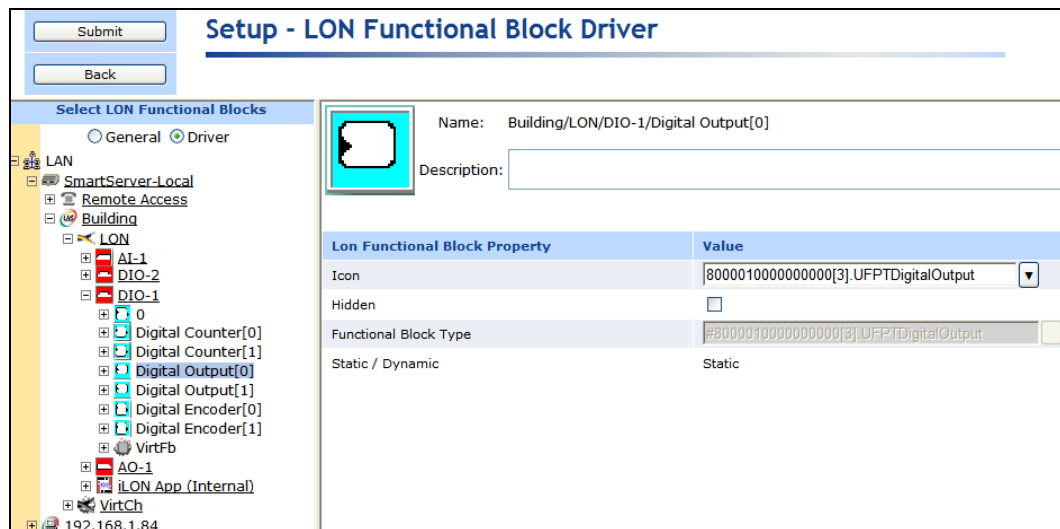 Submit
Setup - LON Functional Block Driver
Back
Select LON Functional Blocks
General Driver
LAN
SmartServer-Local
Remote Access
Building
LON
AI-1
DIO-2
DIO-1
0
Digital Counter[0]
Digital Counter[1]
Digital Output[0]
Digital Output[1]
Digital Encoder[0]
Digital Encoder[1]
VirtFb
AO-1
iLON App (Internal)
VirtCh
192.168.1.84
Name: Building/LON/DIO-1/Digital Output[0]
Description:
Lon Functional Block Property Value
Icon 8000010000000000[3].UFPTDigitalOutput
Hidden
Functional Block Type #8000010000000000[3].UFPTDigitalOutput
Static / Dynamic Static